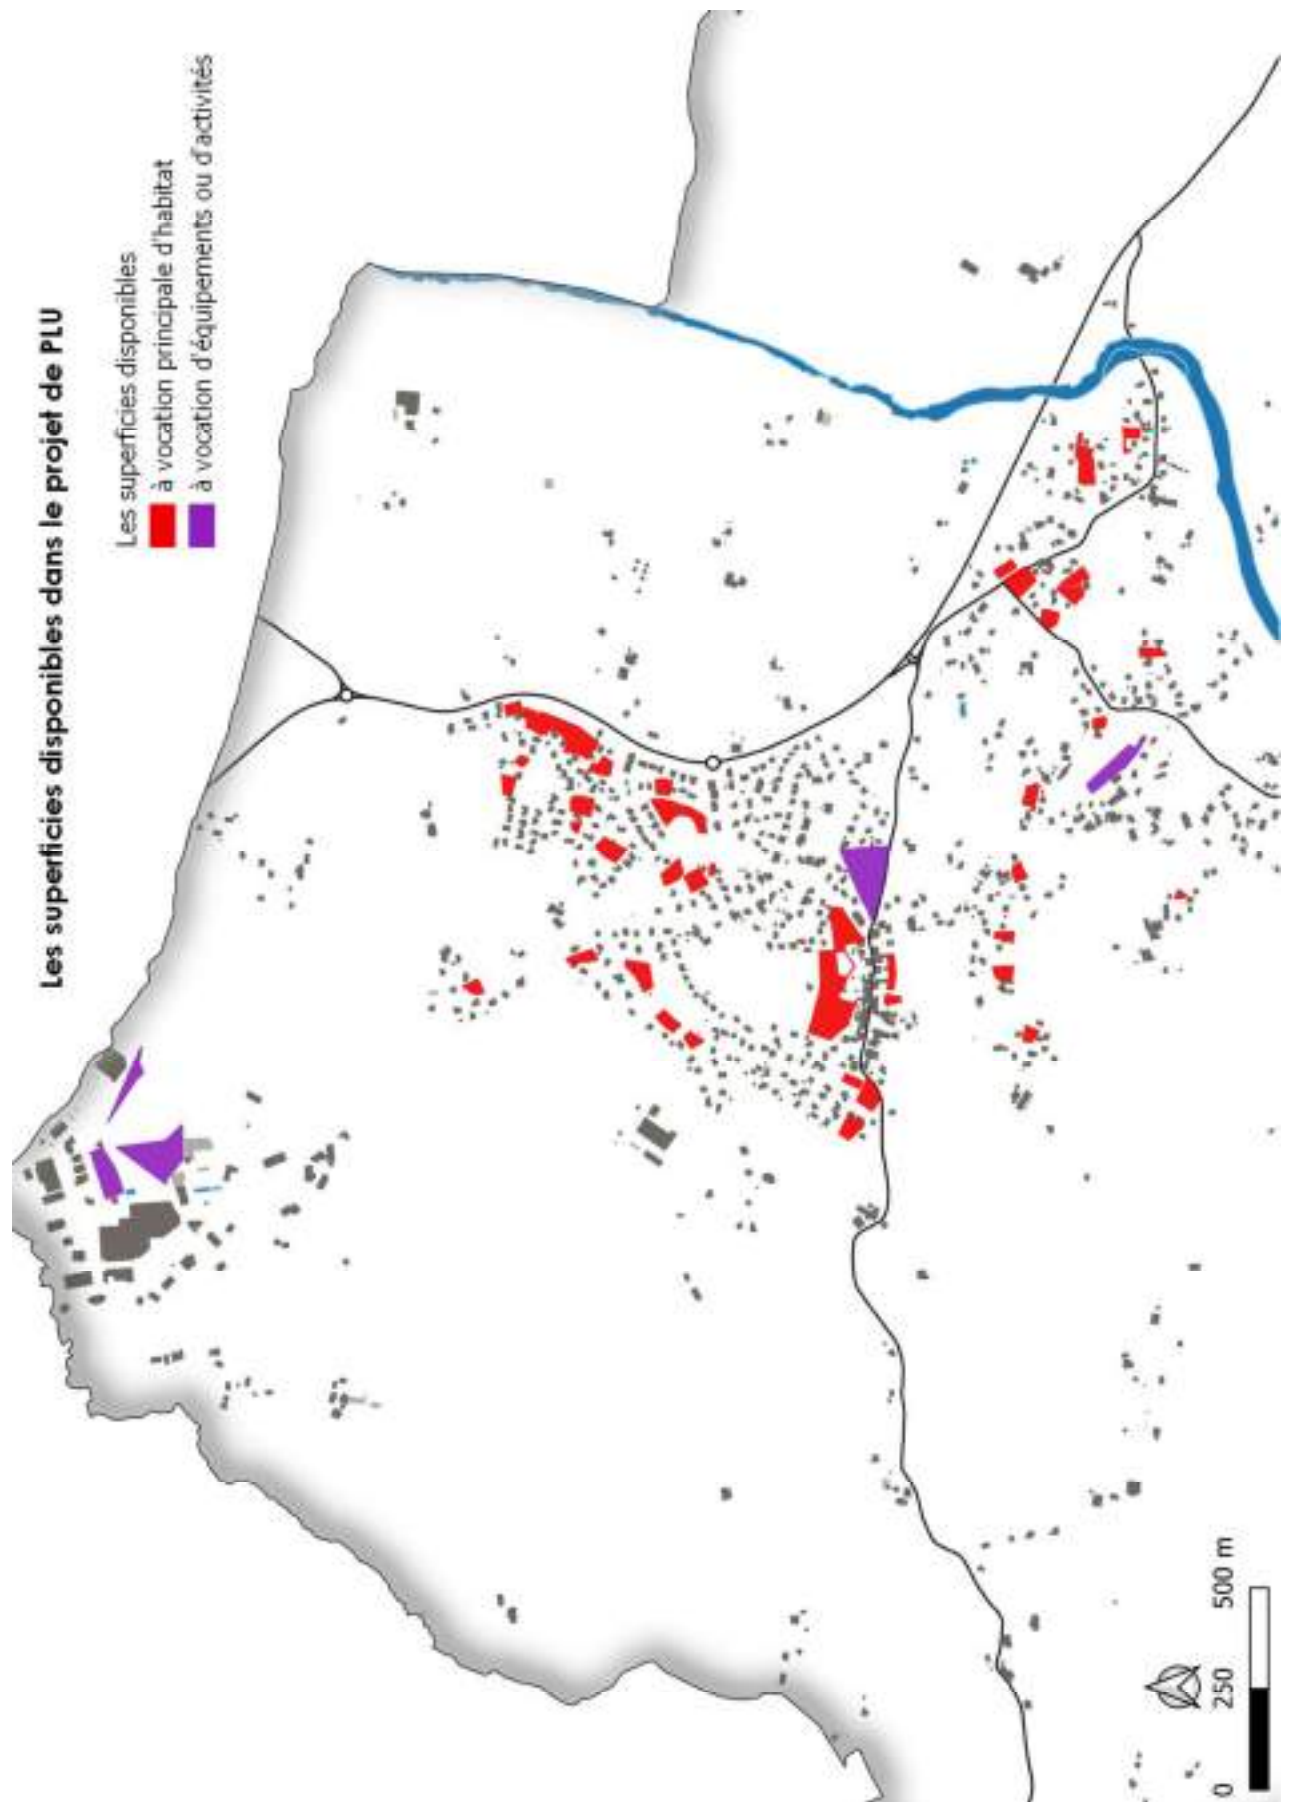 Les superficies disponibles dans le projet de PLU
Les superficies disponibles
à vocation principale d'habitat
à vocation d'équipements ou d'activités
0 250 500 m